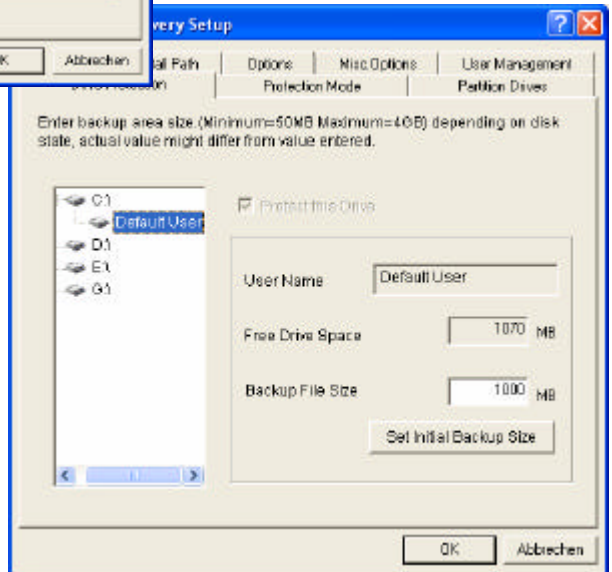 K
Abbrechen
very Setup
all Path
Options
Misc.Options
User Management
Protection Mode
Partition Drives
Enter backup area size.(Minimum=50MB Maximum=4GB) depending on disk
state, actual value might differ from value entered.
C:\
Default User
D:\
E:\
G:\
Protect this Drive
User Name
Default User
Free Drive Space
1070 MB
Backup File Size
1000 MB
Set Initial Backup Size
OK
Abbrechen